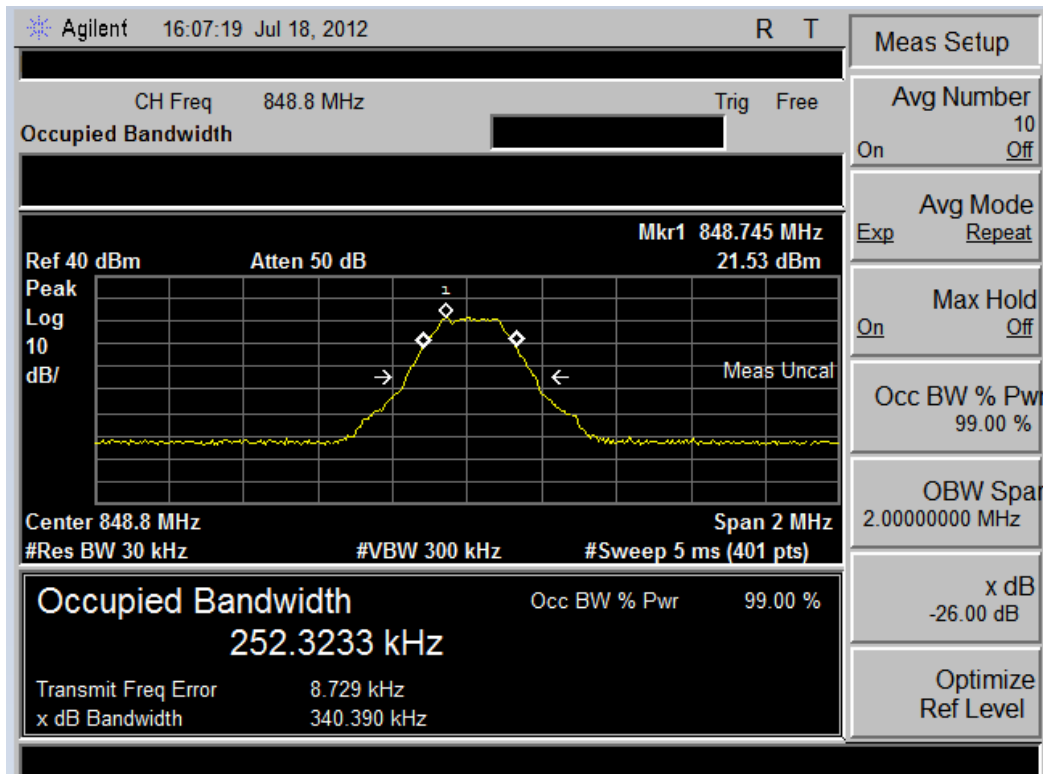 Agilent 16:07:19 Jul 18, 2012 R T
CH Freq 848.8 MHz Trig Free
Occupied Bandwidth
Mkr1 848.745 MHz
Ref 40 dBm Atten 50 dB 21.53 dBm
Peak
Log
10
dB/
1
Meas Uncal
Center 848.8 MHz Span 2 MHz
#Res BW 30 kHz #VBW 300 kHz #Sweep 5 ms (401 pts)
Occupied Bandwidth Occ BW % Pwr 99.00 %
252.3233 kHz
Transmit Freq Error 8.729 kHz
x dB Bandwidth 340.390 kHz
Meas Setup
Avg Number
10
On Off
Avg Mode
Exp Repeat
Max Hold
On Off
Occ BW % Pwr
99.00 %
OBW Span
2.00000000 MHz
x dB
-26.00 dB
Optimize
Ref Level